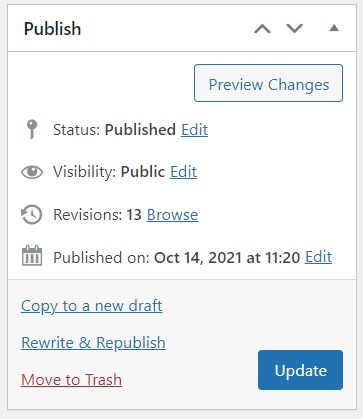 Publish
Preview Changes
Status: Published Edit
Visibility: Public Edit
Revisions: 13 Browse
Published on: Oct 14, 2021 at 11:20 Edit
Copy to a new draft
Rewrite & Republish
Move to Trash
Update